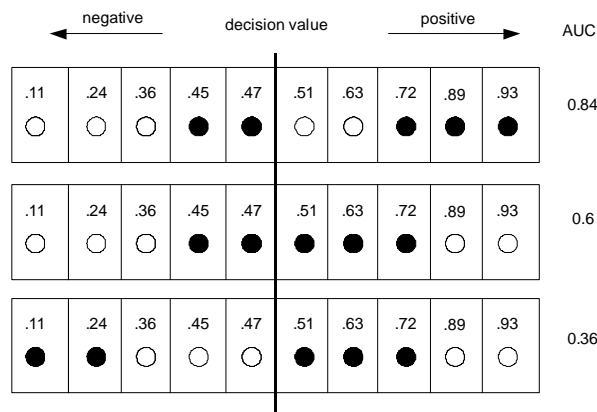 negative decision value positive AUC
.11 .24 .36 .45 .47 .51 .63 .72 .89 .93 0.84
.11 .24 .36 .45 .47 .51 .63 .72 .89 .93 0.6
.11 .24 .36 .45 .47 .51 .63 .72 .89 .93 0.36